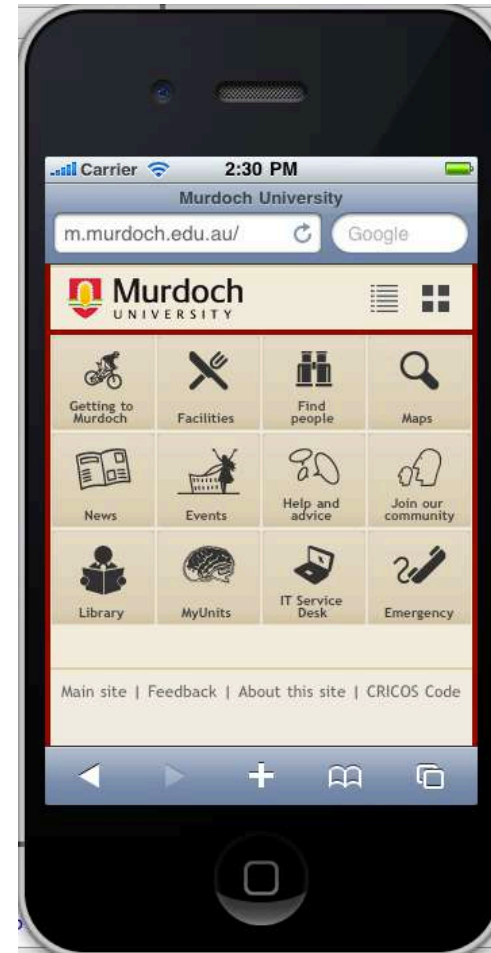 Carrier 2:30 PM
Murdoch University
m.murdoch.edu.au/ Google
Murdoch
UNIVERSITY
Getting to
Murdoch
Facilities
Find
people
Maps
News
Events
Help and
advice
Join our
community
Library
MyUnits
IT Service
Desk
Emergency
Main site | Feedback | About this site | CRICOS Code